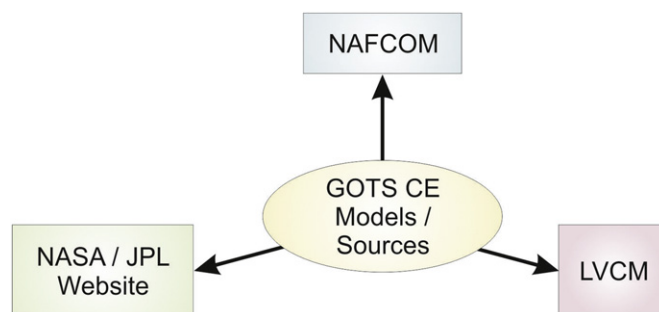 NAFCOM
GOTS CE
Models /
Sources
NASA / JPL
Website
LVCM